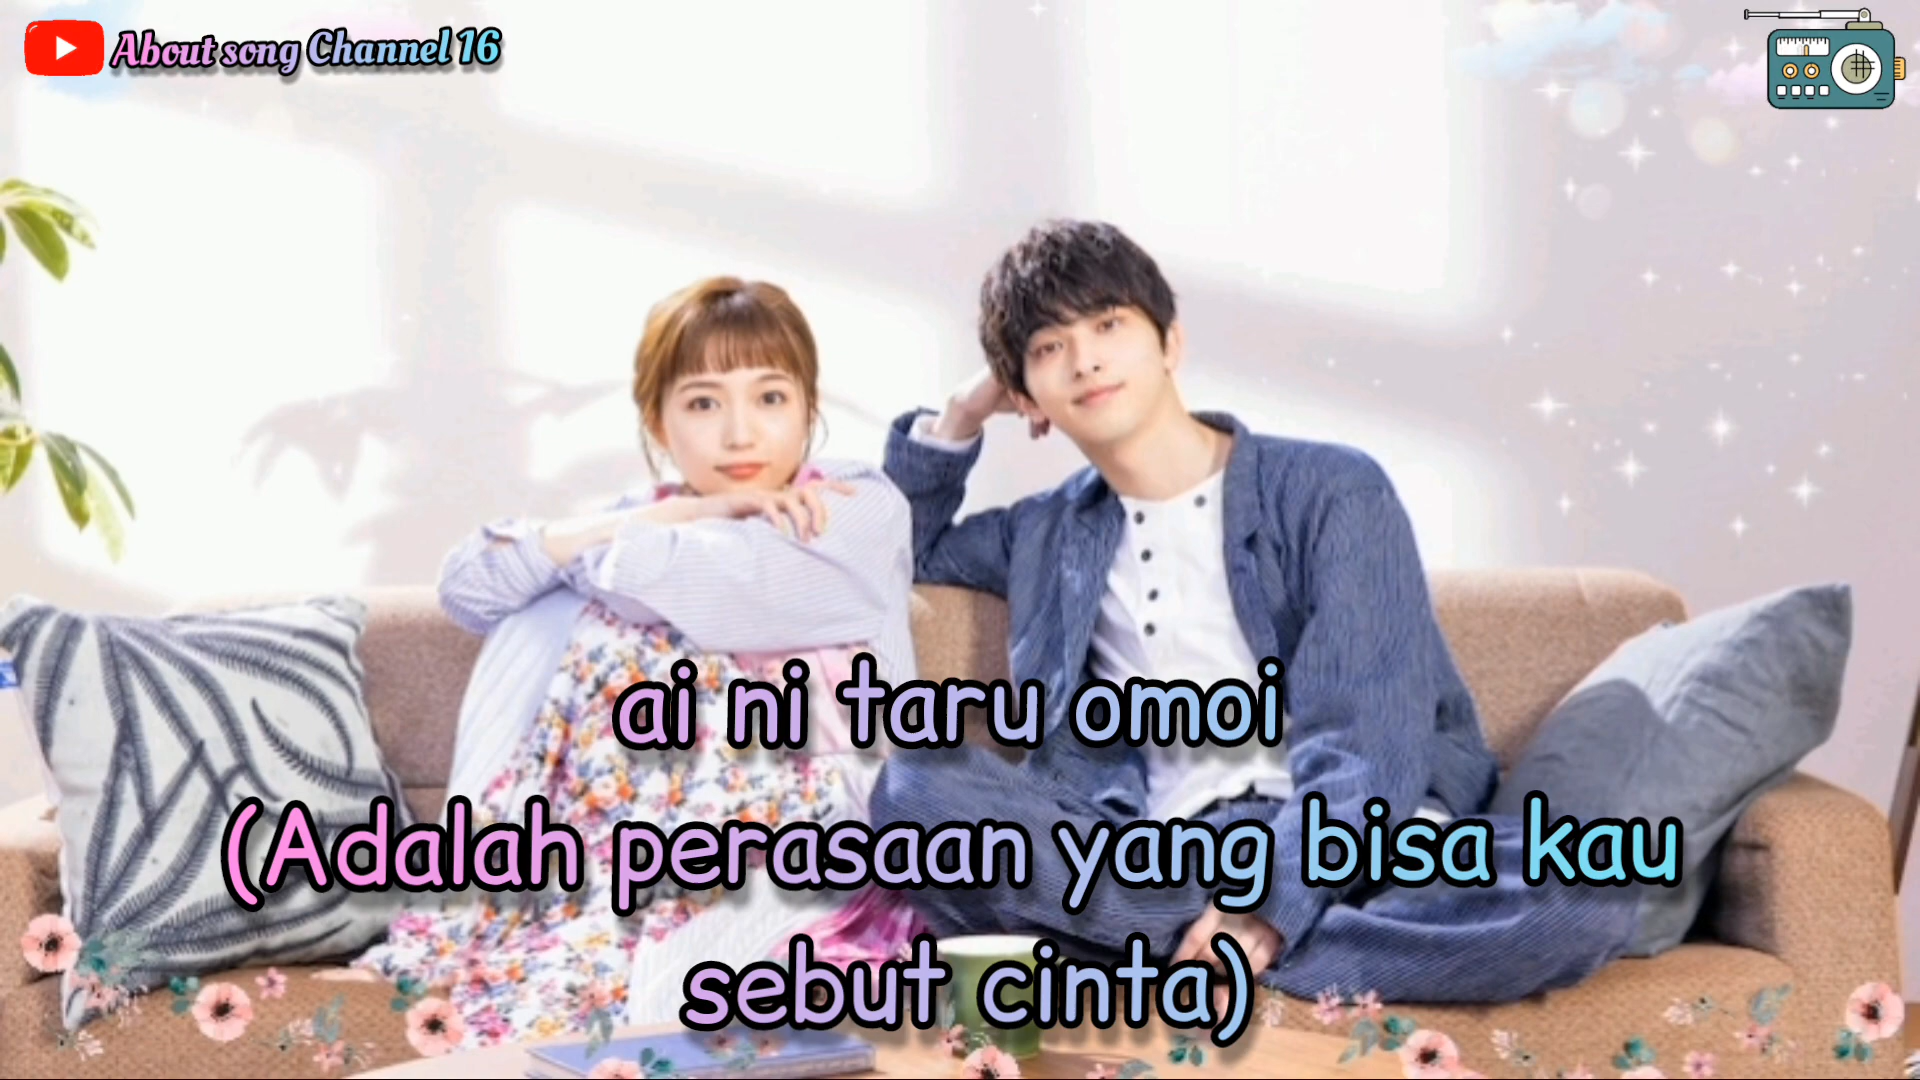 About song Channel 16
ai ni taru omoi
(Adalah perasaan yang bisa kau
sebut cinta)